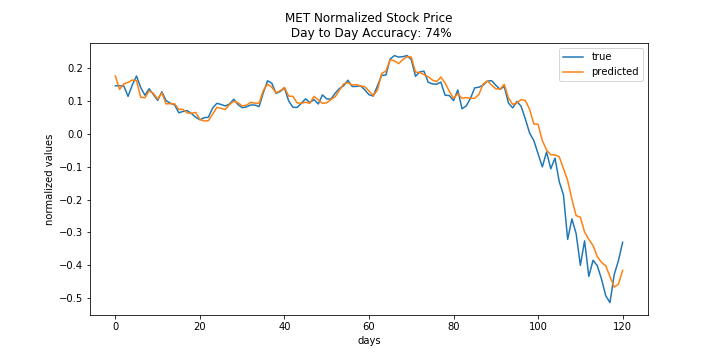 MET Normalized Stock Price
Day to Day Accuracy: 74%
true
predicted
normalized values
0.2
0.1
0.0
−0.1
−0.2
−0.3
−0.4
−0.5
0 20 40 60 80 100 120
days